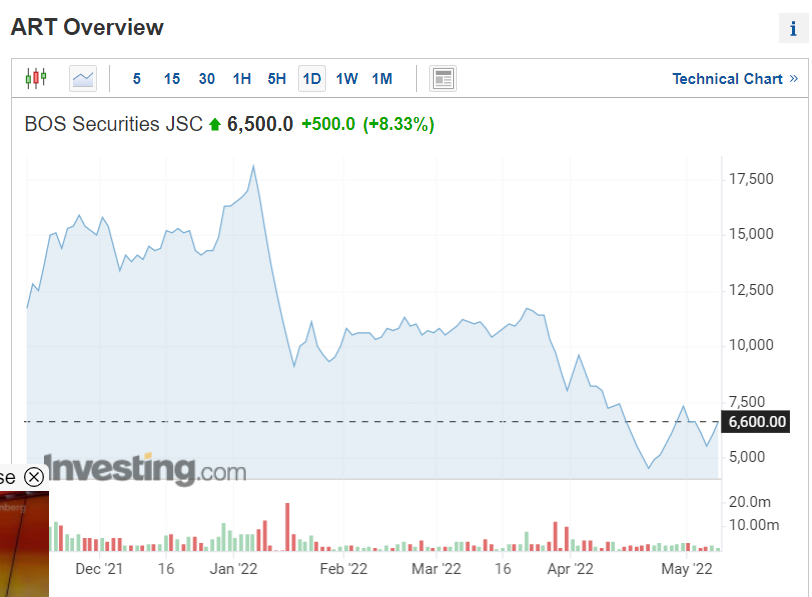 ART Overview
i
5 15 30 1H 5H 1D 1W 1M Technical Chart »
BOS Securities JSC 6,500.0 +500.0 (+8.33%)
17,500
15,000
12,500
10,000
7,500
6,600.00
5,000
Investing.com
20.0m
10.00m
Dec '21 16 Jan '22 Feb '22 Mar '22 16 Apr '22 May '22